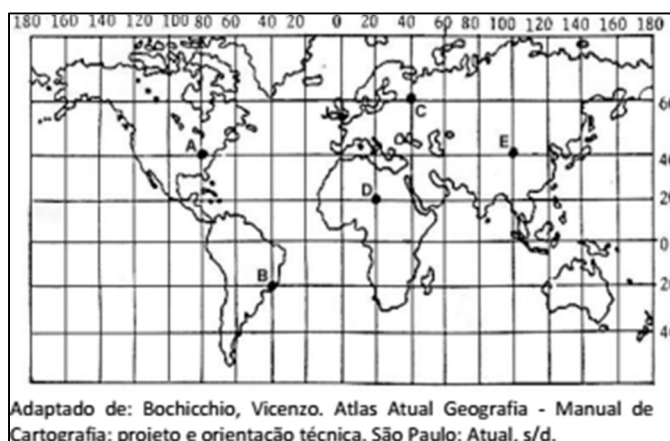 180 160 140 120 100 80 60 40 20 0 20 40 60 80 100 120 140 160 180
C
60
A
E
40
D
20
0
B
20
40
Adaptado de: Bochicchio, Vicenzo. Atlas Atual Geografia - Manual de
Cartografia: projeto e orientação técnica. São Paulo: Atual, s/d.